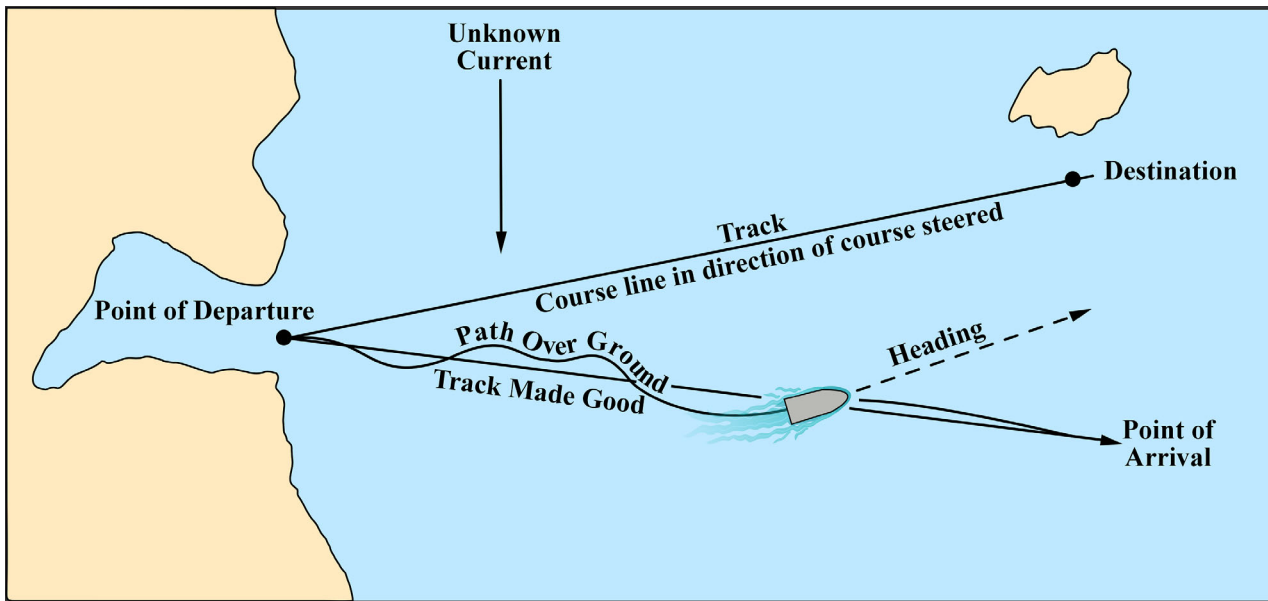 Unknown
Current
Destination
Track
Course line in direction of course steered
Point of Departure
Path Over Ground
Heading
Track Made Good
Point of
Arrival